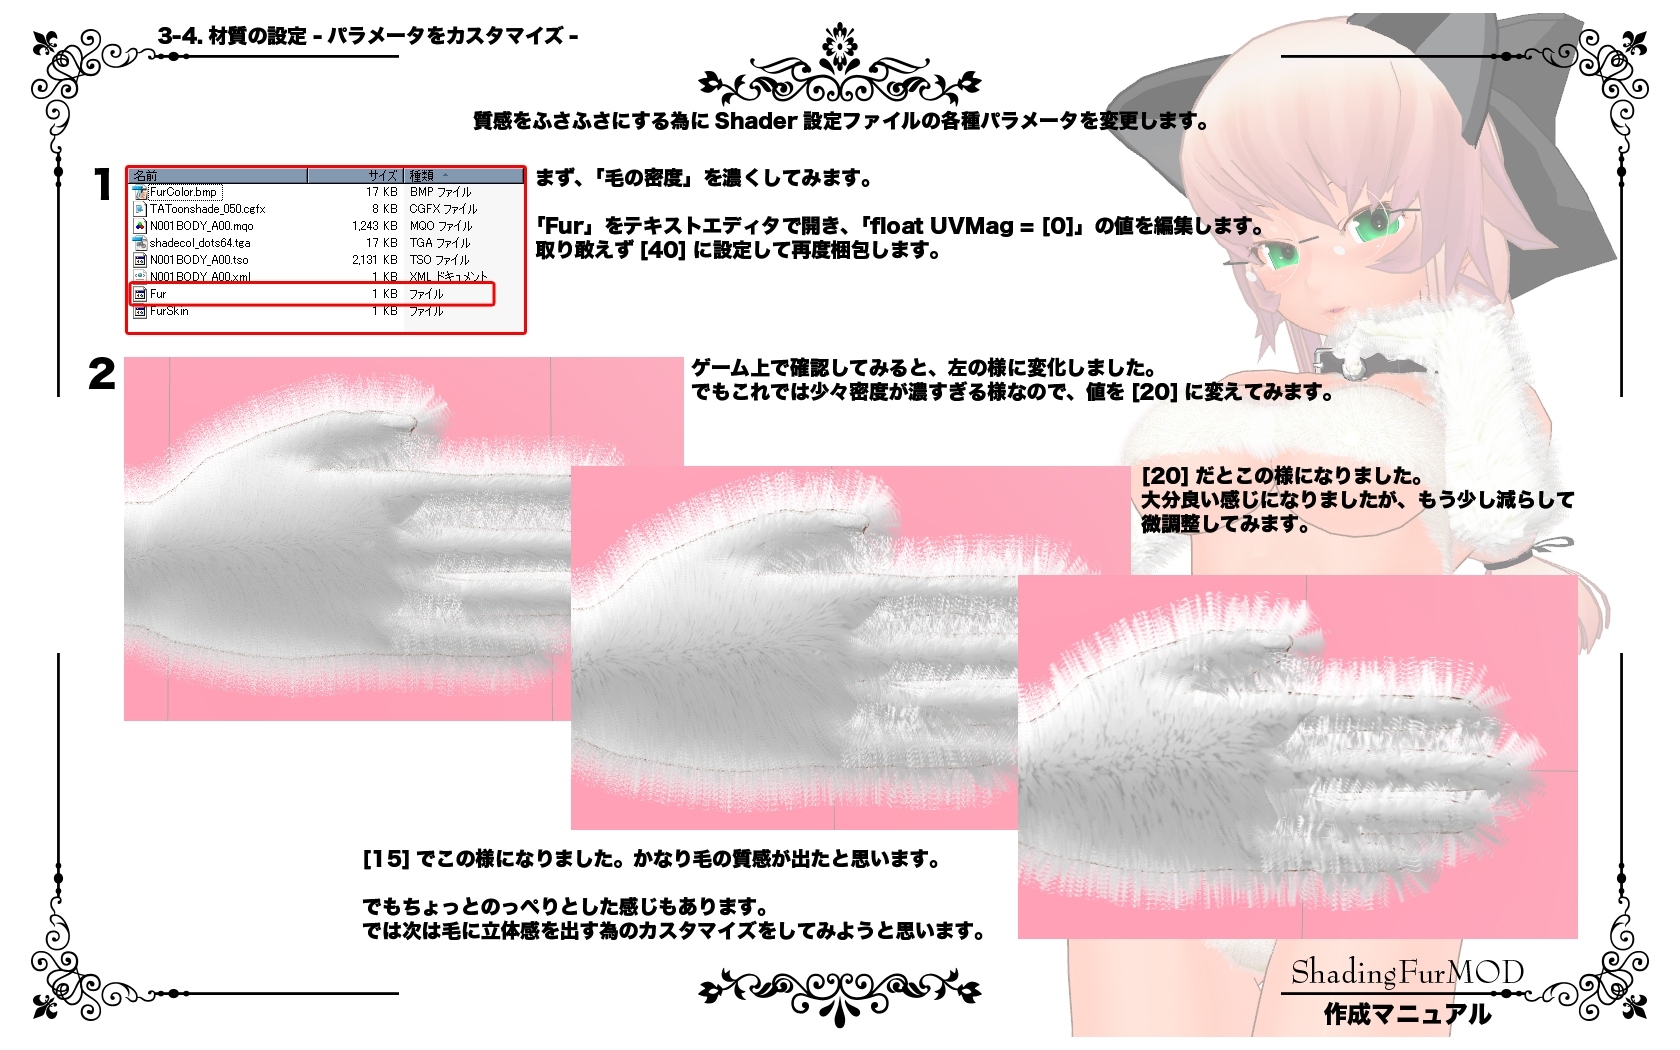 3-4. 材質の設定 - パラメータをカスタマイズ -
質感をふさふさにする為に Shader 設定ファイルの各種パラメータを変更します。
1
名前 サイズ 種類
FurColor.bmp 17 KB BMP ファイル
TAToonshade_050.cgfx 8 KB CGFX ファイル
N001BODY_A00.mqo 1,243 KB MQO ファイル
shadecol_dots64.tga 17 KB TGA ファイル
N001BODY_A00.tso 2,131 KB TSO ファイル
N001BODY_A00.xml 1 KB XML ドキュメント
Fur 1 KB ファイル
FurSkin 1 KB ファイル
まず、「毛の密度」を濃くしてみます。
「Fur」をテキストエディタで開き、「float UVMag = [0]」の値を編集します。
取り敢えず [40] に設定して再度梱包します。
2
ゲーム上で確認してみると、左の様に変化しました。
でもこれでは少々密度が濃すぎる様なので、値を [20] に変えてみます。
[20] だとこの様になりました。
大分良い感じになりましたが、もう少し減らして
微調整してみます。
[15] でこの様になりました。かなり毛の質感が出たと思います。
でもちょっとのっぺりとした感じもあります。
では次は毛に立体感を出す為のカスタマイズをしてみようと思います。
ShadingFurMOD
作成マニュアル